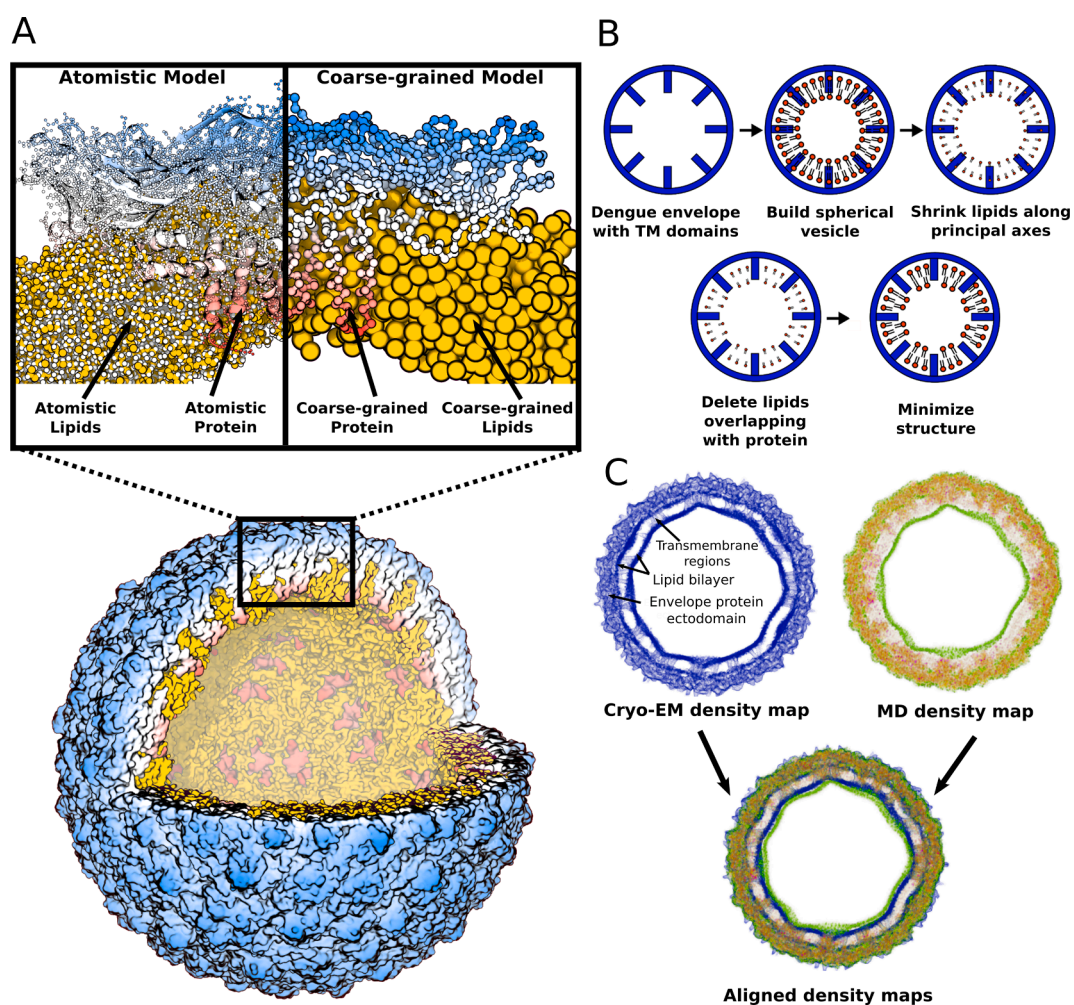 A
Atomistic Model
Coarse-grained Model
Atomistic
Lipids
Atomistic
Protein
Coarse-grained
Protein
Coarse-grained
Lipids
B
Dengue envelope
with TM domains
Build spherical
vesicle
Shrink lipids along
principal axes
Delete lipids
overlapping
with protein
Minimize
structure
C
Transmembrane
regions
Lipid bilayer
Envelope protein
ectodomain
Cryo-EM density map
MD density map
Aligned density maps